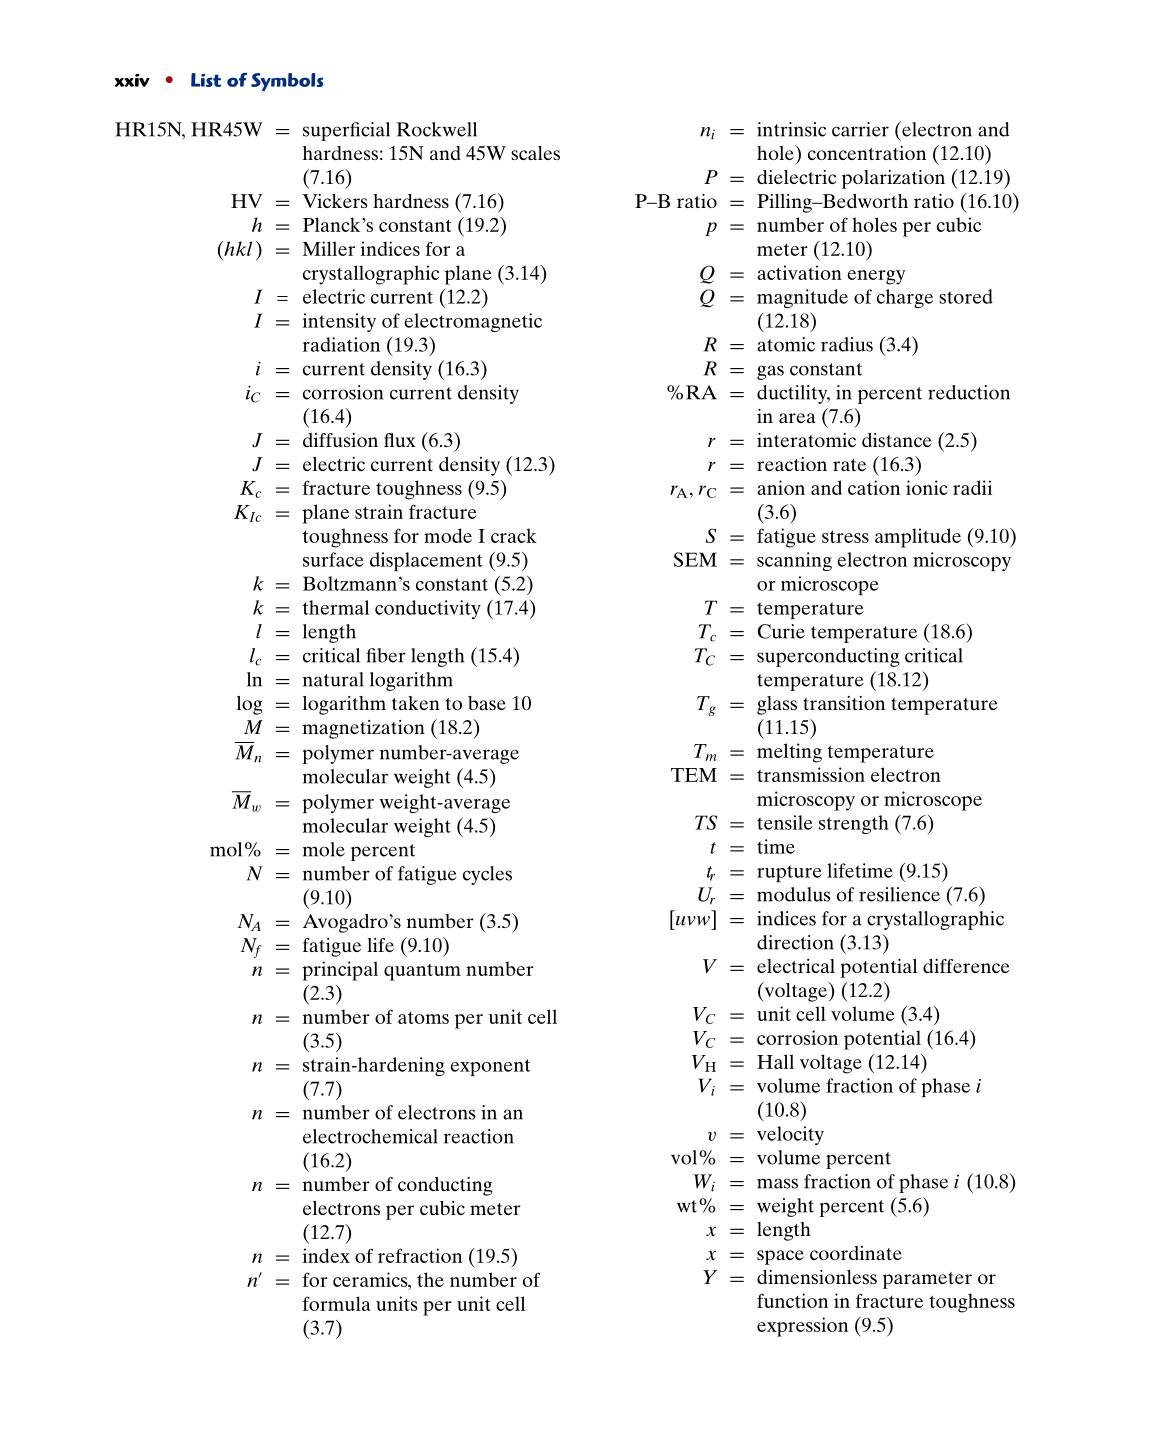 xxiv • List of Symbols
HR15N, HR45W = superficial Rockwell
hardness: 15N and 45W scales
(7.16)
HV = Vickers hardness (7.16)
h = Planck's constant (19.2)
(hkl) = Miller indices for a
crystallographic plane (3.14)
I = electric current (12.2)
I = intensity of electromagnetic
radiation (19.3)
i = current density (16.3)
i_C = corrosion current density
(16.4)
J = diffusion flux (6.3)
J = electric current density (12.3)
K_c = fracture toughness (9.5)
K_Ic = plane strain fracture
toughness for mode I crack
surface displacement (9.5)
k = Boltzmann's constant (5.2)
k = thermal conductivity (17.4)
l = length
l_c = critical fiber length (15.4)
ln = natural logarithm
log = logarithm taken to base 10
M = magnetization (18.2)
M̅_n = polymer number-average
molecular weight (4.5)
M̅_w = polymer weight-average
molecular weight (4.5)
mol% = mole percent
N = number of fatigue cycles
(9.10)
N_A = Avogadro's number (3.5)
N_f = fatigue life (9.10)
n = principal quantum number
(2.3)
n = number of atoms per unit cell
(3.5)
n = strain-hardening exponent
(7.7)
n = number of electrons in an
electrochemical reaction
(16.2)
n = number of conducting
electrons per cubic meter
(12.7)
n = index of refraction (19.5)
n′ = for ceramics, the number of
formula units per unit cell
(3.7)
n_i = intrinsic carrier (electron and
hole) concentration (12.10)
P = dielectric polarization (12.19)
P–B ratio = Pilling–Bedworth ratio (16.10)
p = number of holes per cubic
meter (12.10)
Q = activation energy
Q = magnitude of charge stored
(12.18)
R = atomic radius (3.4)
R = gas constant
%RA = ductility, in percent reduction
in area (7.6)
r = interatomic distance (2.5)
r = reaction rate (16.3)
r_A, r_C = anion and cation ionic radii
(3.6)
S = fatigue stress amplitude (9.10)
SEM = scanning electron microscopy
or microscope
T = temperature
T_c = Curie temperature (18.6)
T_C = superconducting critical
temperature (18.12)
T_g = glass transition temperature
(11.15)
T_m = melting temperature
TEM = transmission electron
microscopy or microscope
TS = tensile strength (7.6)
t = time
t_r = rupture lifetime (9.15)
U_r = modulus of resilience (7.6)
[uvw] = indices for a crystallographic
direction (3.13)
V = electrical potential difference
(voltage) (12.2)
V_C = unit cell volume (3.4)
V_C = corrosion potential (16.4)
V_H = Hall voltage (12.14)
V_i = volume fraction of phase i
(10.8)
v = velocity
vol% = volume percent
W_i = mass fraction of phase i (10.8)
wt% = weight percent (5.6)
x = length
x = space coordinate
Y = dimensionless parameter or
function in fracture toughness
expression (9.5)